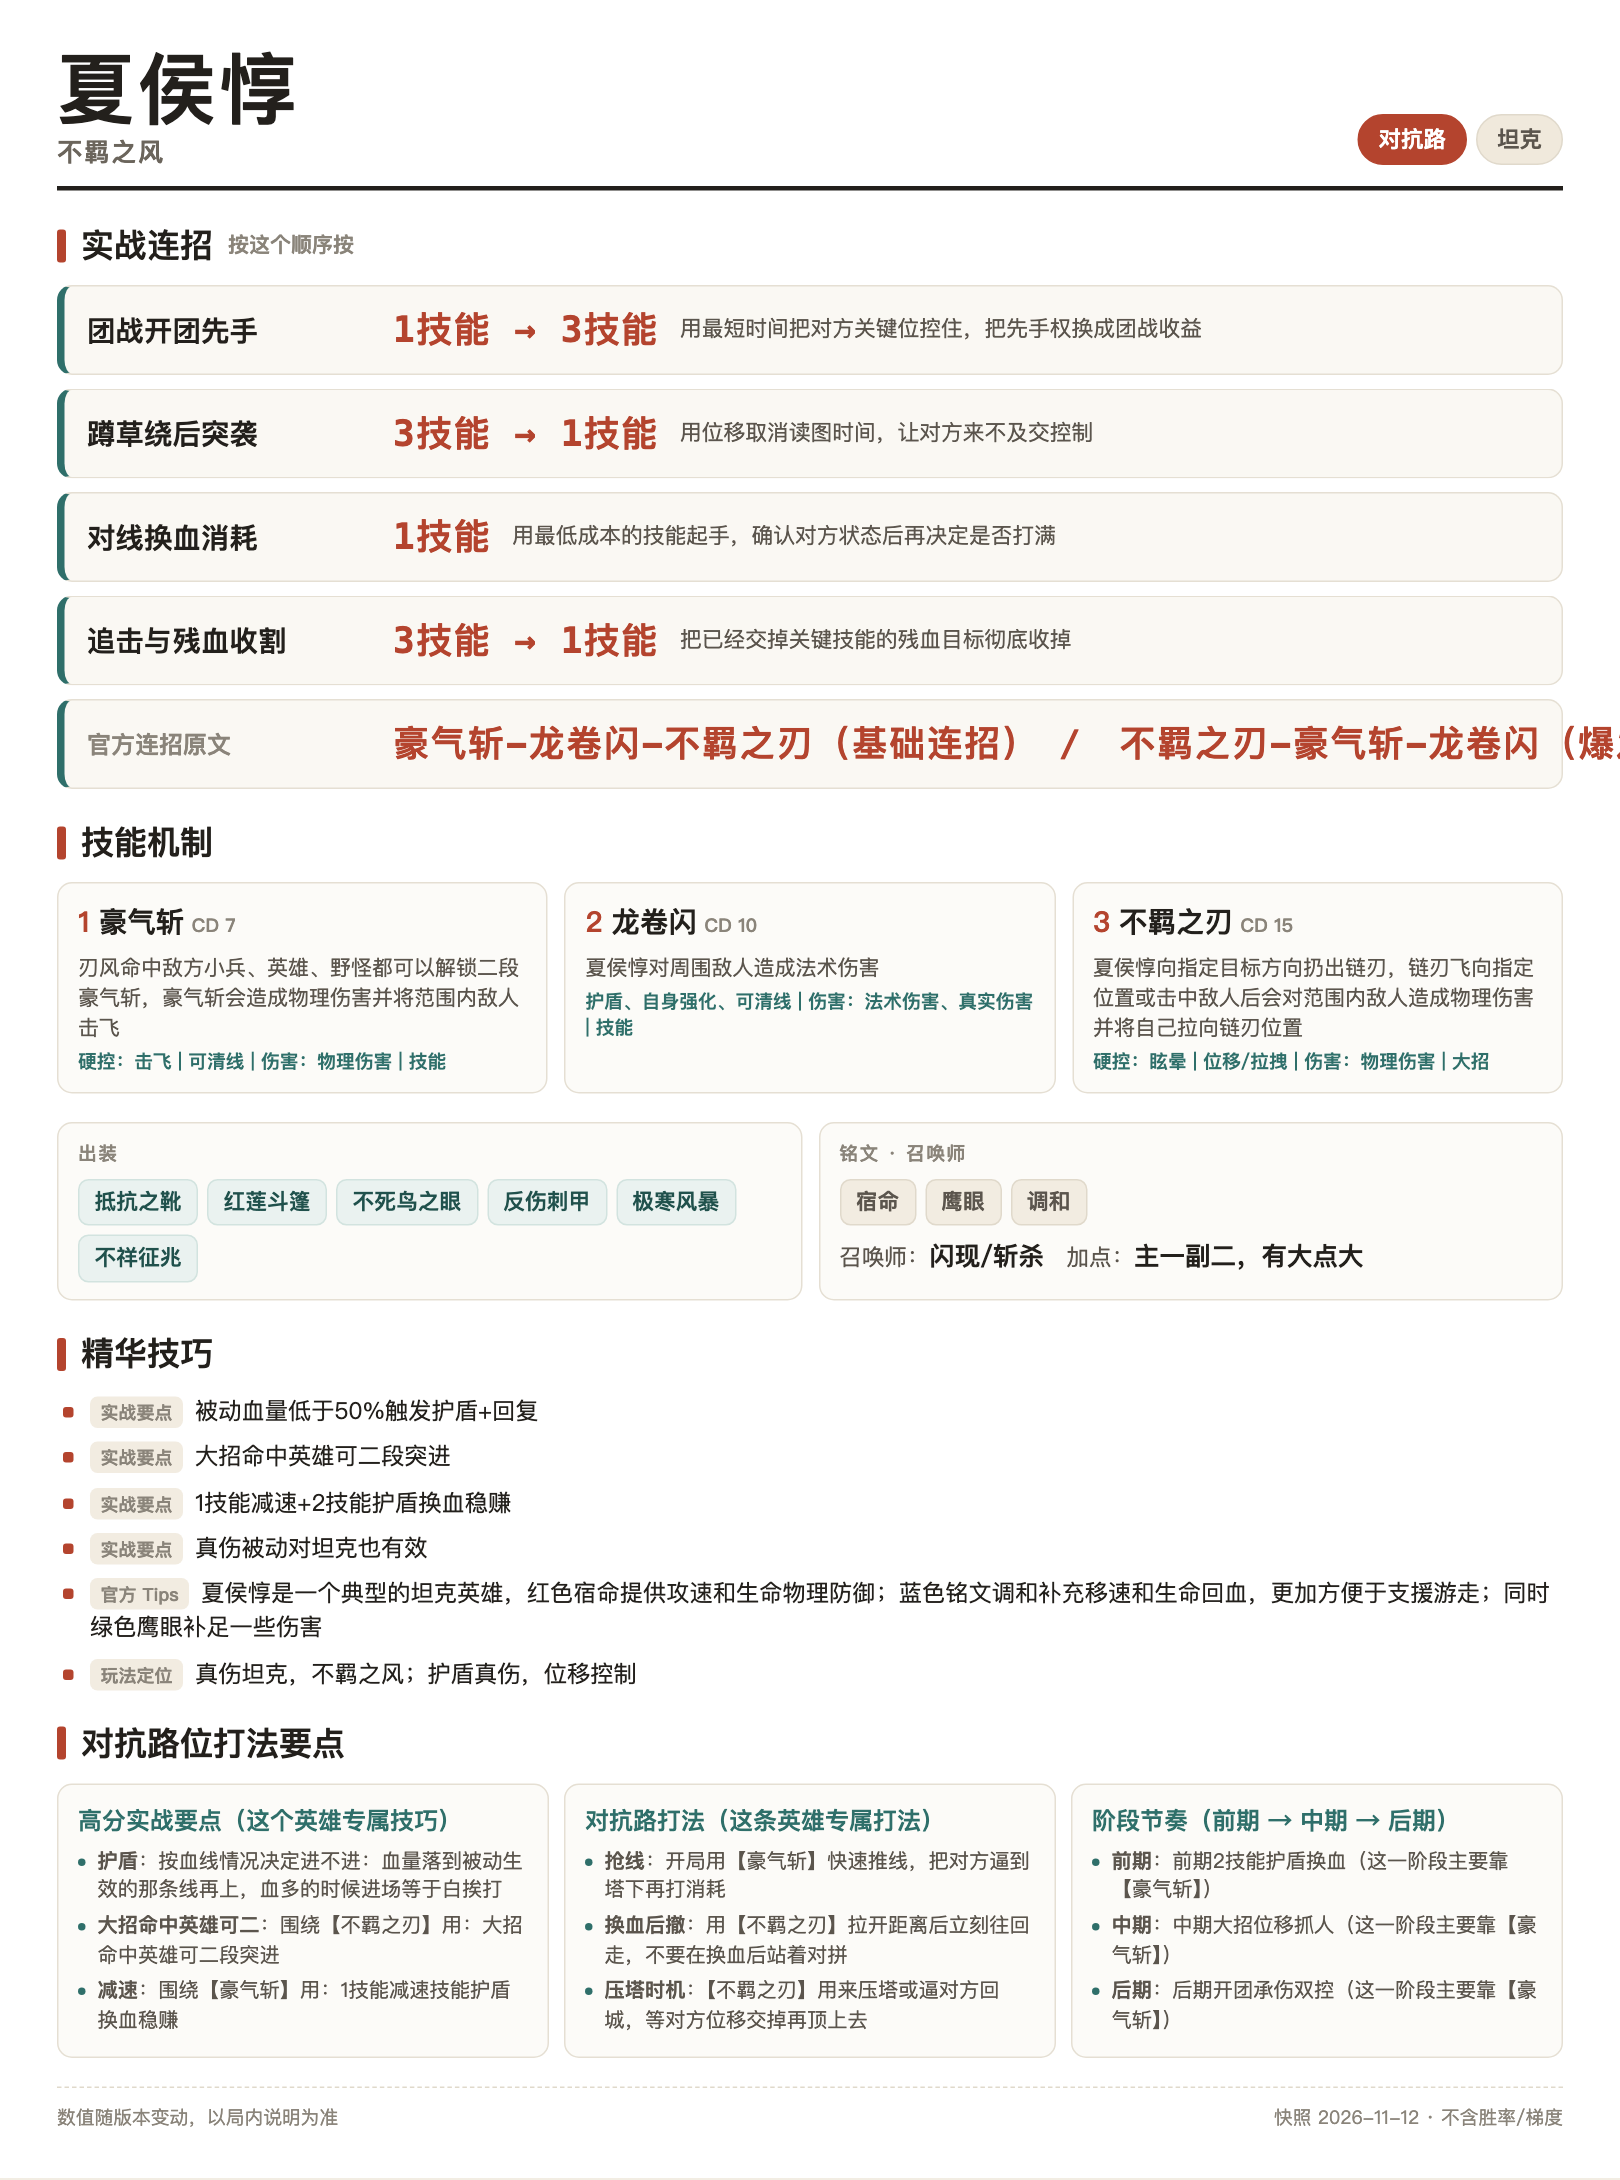 夏侯惇
不羁之风
对抗路 坦克
实战连招 按这个顺序按
团战开团先手 1技能 → 3技能 用最短时间把对方关键位控住，把先手权换成团战收益
蹲草绕后突袭 3技能 → 1技能 用位移取消读图时间，让对方来不及交控制
对线换血消耗 1技能 用最低成本的技能起手，确认对方状态后再决定是否打满
追击与残血收割 3技能 → 1技能 把已经交掉关键技能的残血目标彻底收掉
官方连招原文 豪气斩–龙卷闪–不羁之刃（基础连招） / 不羁之刃–豪气斩–龙卷闪（爆
技能机制
1 豪气斩 CD 7
刃风命中敌方小兵、英雄、野怪都可以解锁二段
豪气斩，豪气斩会造成物理伤害并将范围内敌人
击飞
硬控：击飞 | 可清线 | 伤害：物理伤害 | 技能
2 龙卷闪 CD 10
夏侯惇对周围敌人造成法术伤害
护盾、自身强化、可清线 | 伤害：法术伤害、真实伤害
| 技能
3 不羁之刃 CD 15
夏侯惇向指定目标方向扔出链刃，链刃飞向指定
位置或击中敌人后会对范围内敌人造成物理伤害
并将自己拉向链刃位置
硬控：眩晕 | 位移/拉拽 | 伤害：物理伤害 | 大招
出装
抵抗之靴 红莲斗篷 不死鸟之眼 反伤刺甲 极寒风暴
不祥征兆
铭文 · 召唤师
宿命 鹰眼 调和
召唤师：闪现/斩杀 加点：主一副二，有大点大
精华技巧
实战要点 被动血量低于50%触发护盾+回复
实战要点 大招命中英雄可二段突进
实战要点 1技能减速+2技能护盾换血稳赚
实战要点 真伤被动对坦克也有效
官方 Tips 夏侯惇是一个典型的坦克英雄，红色宿命提供攻速和生命物理防御；蓝色铭文调和补充移速和生命回血，更加方便于支援游走；同时
绿色鹰眼补足一些伤害
玩法定位 真伤坦克，不羁之风；护盾真伤，位移控制
对抗路位打法要点
高分实战要点（这个英雄专属技巧）
护盾：按血线情况决定进不进：血量落到被动生
效的那条线再上，血多的时候进场等于白挨打
大招命中英雄可二：围绕【不羁之刃】用：大招
命中英雄可二段突进
减速：围绕【豪气斩】用：1技能减速技能护盾
换血稳赚
对抗路打法（这条英雄专属打法）
抢线：开局用【豪气斩】快速推线，把对方逼到
塔下再打消耗
换血后撤：用【不羁之刃】拉开距离后立刻往回
走，不要在换血后站着对拼
压塔时机：【不羁之刃】用来压塔或逼对方回
城，等对方位移交掉再顶上去
阶段节奏（前期 → 中期 → 后期）
前期：前期2技能护盾换血（这一阶段主要靠
【豪气斩】）
中期：中期大招位移抓人（这一阶段主要靠【豪
气斩】）
后期：后期开团承伤双控（这一阶段主要靠【豪
气斩】）
数值随版本变动，以局内说明为准
快照 2026–11–12 · 不含胜率/梯度